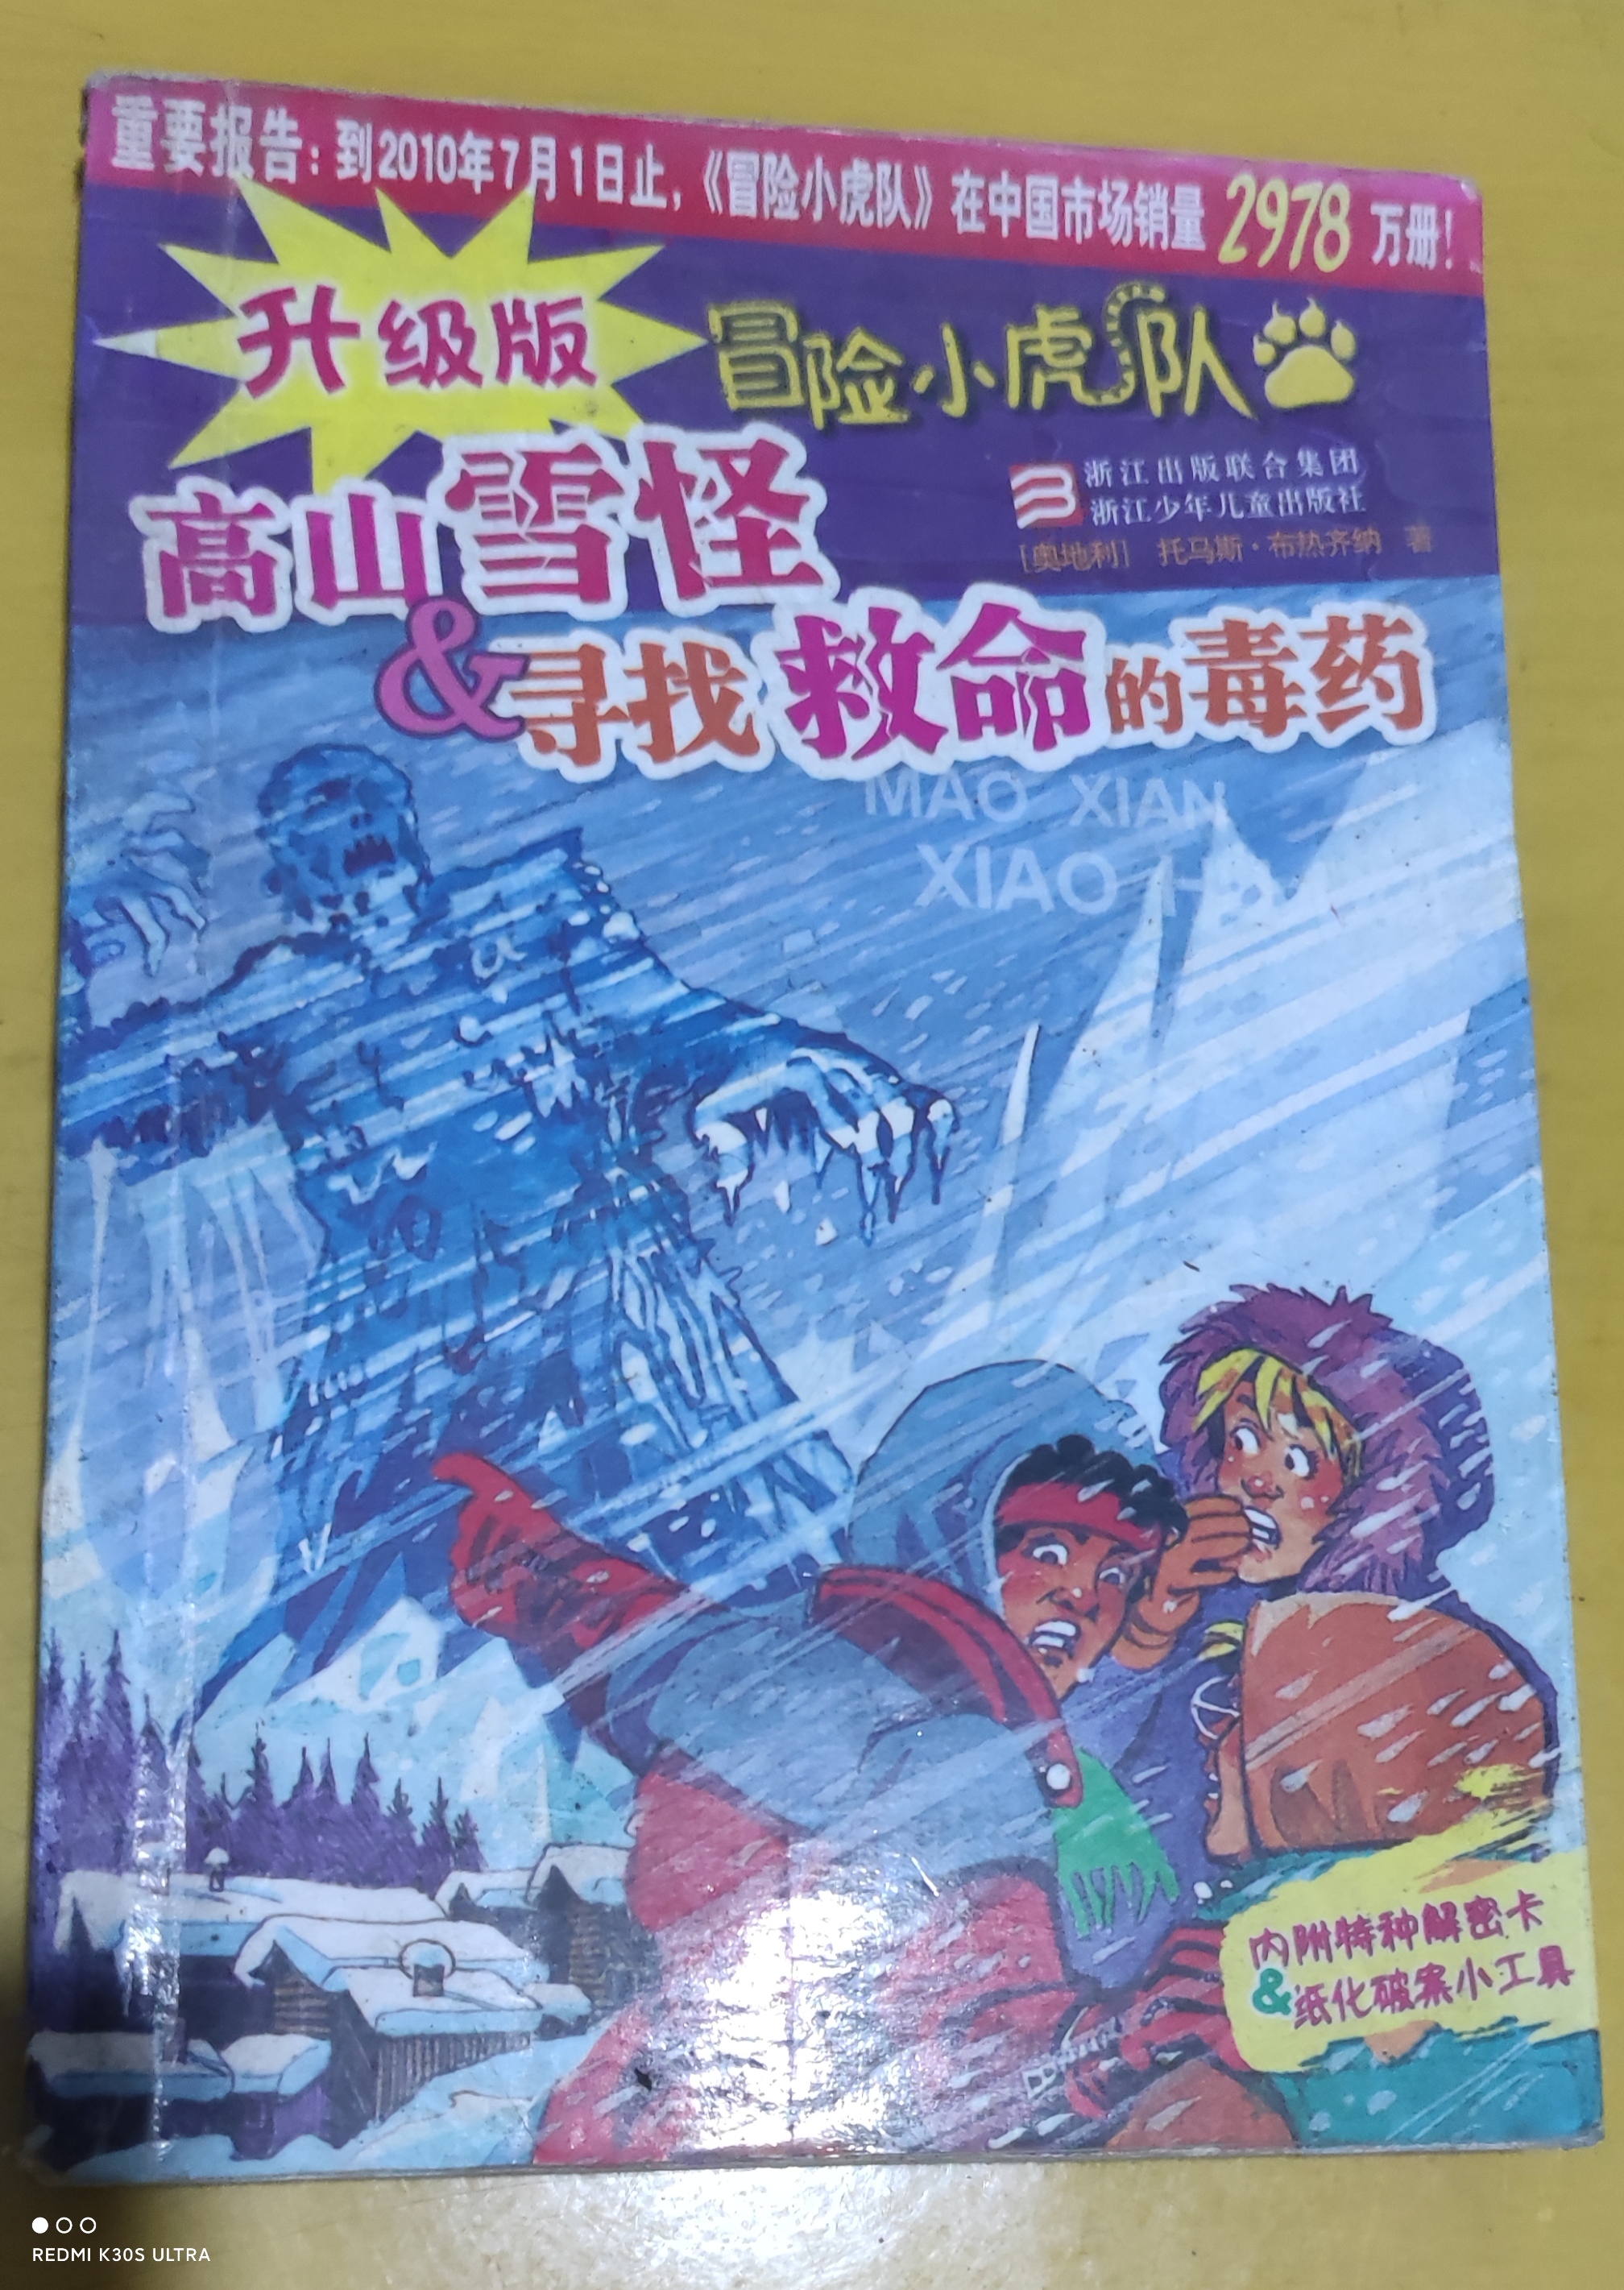 重要报告：到2010年7月1日止，《冒险小虎队》在中国市场销量2978万册！
升级版
冒险小虎队
高山雪怪
浙江出版联合集团
浙江少年儿童出版社
[奥地利] 托马斯·布热齐纳 著
&寻找救命的毒药
MAO XIAN
XIAO H
内附特种解密卡
&纸化破案小工具
REDMI K30S ULTRA